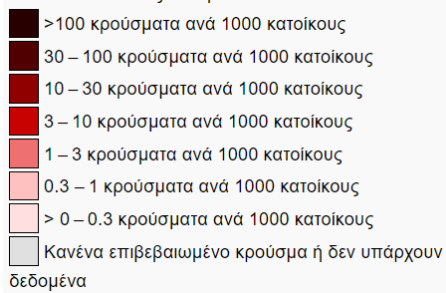 >100 κρούσματα ανά 1000 κατοίκους
30 – 100 κρούσματα ανά 1000 κατοίκους
10 – 30 κρούσματα ανά 1000 κατοίκους
3 – 10 κρούσματα ανά 1000 κατοίκους
1 – 3 κρούσματα ανά 1000 κατοίκους
0.3 – 1 κρούσματα ανά 1000 κατοίκους
> 0 – 0.3 κρούσματα ανά 1000 κατοίκους
Κανένα επιβεβαιωμένο κρούσμα ή δεν υπάρχουν
δεδομένα